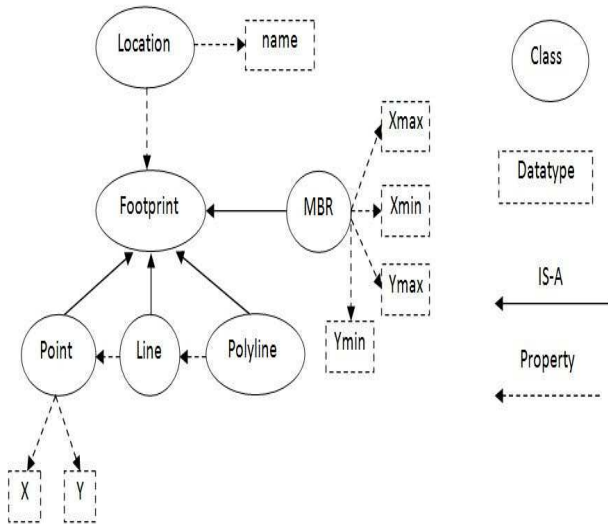 Location
name
Class
Xmax
Footprint
MBR
Xmin
Datatype
Ymax
IS-A
Point
Line
Polyline
Ymin
Property
X
Y